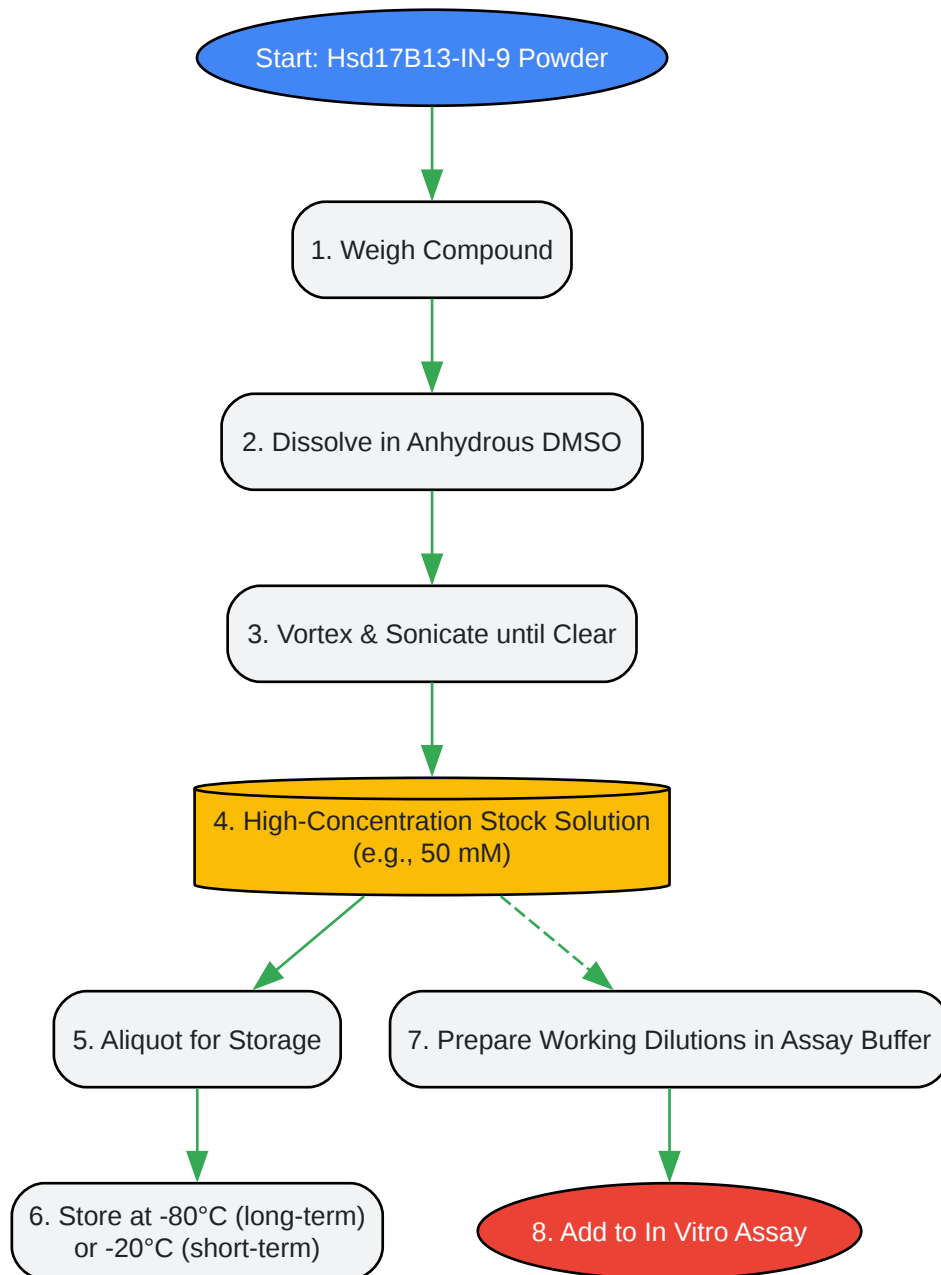 Start: Hsd17B13-IN-9 Powder
1. Weigh Compound
2. Dissolve in Anhydrous DMSO
3. Vortex & Sonicate until Clear
4. High-Concentration Stock Solution
(e.g., 50 mM)
5. Aliquot for Storage
7. Prepare Working Dilutions in Assay Buffer
6. Store at -80°C (long-term)
or -20°C (short-term)
8. Add to In Vitro Assay